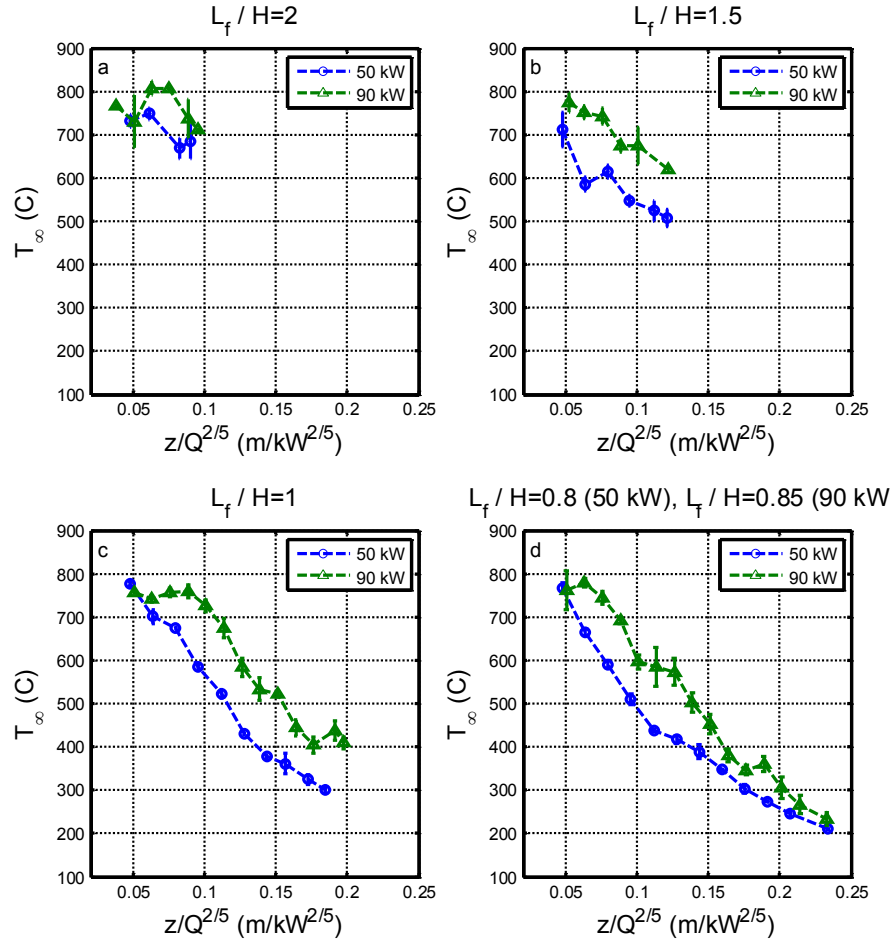 L_f / H=2
a
50 kW
90 kW
900
800
700
600
500
400
300
200
100
T_∞ (C)
0.05 0.1 0.15 0.2 0.25
z/Q^{2/5} (m/kW^{2/5})
L_f / H=1.5
b
50 kW
90 kW
900
800
700
600
500
400
300
200
100
T_∞ (C)
0.05 0.1 0.15 0.2 0.25
z/Q^{2/5} (m/kW^{2/5})
L_f / H=1
c
50 kW
90 kW
900
800
700
600
500
400
300
200
100
T_∞ (C)
0.05 0.1 0.15 0.2 0.25
z/Q^{2/5} (m/kW^{2/5})
L_f / H=0.8 (50 kW), L_f / H=0.85 (90 kW
d
50 kW
90 kW
900
800
700
600
500
400
300
200
100
T_∞ (C)
0.05 0.1 0.15 0.2 0.25
z/Q^{2/5} (m/kW^{2/5})